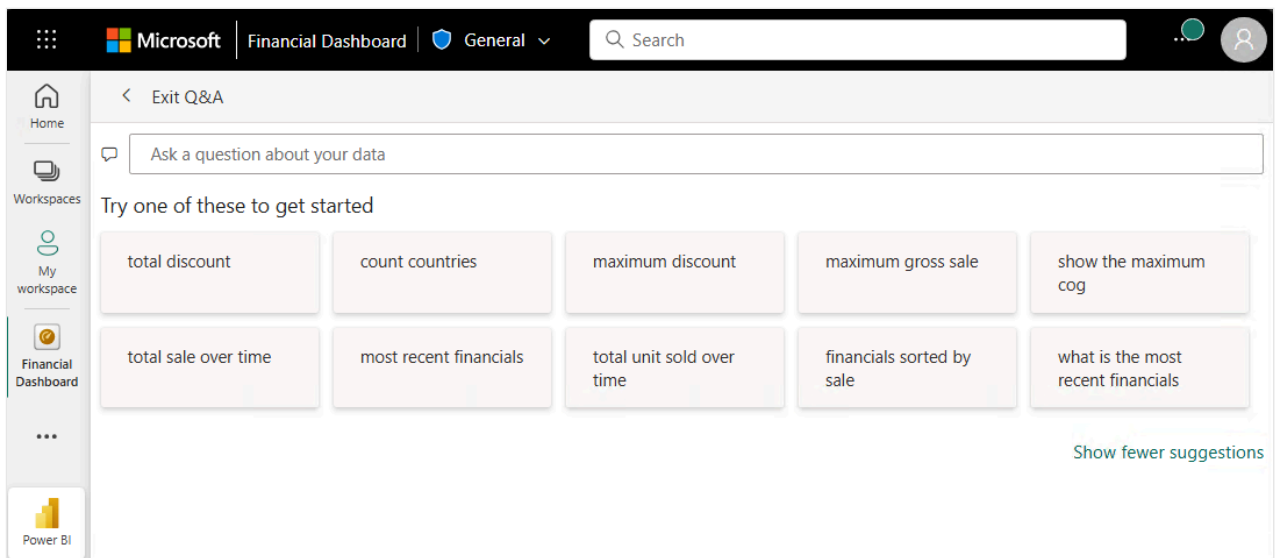 Microsoft
Financial Dashboard
General
Search
Home
Exit Q&A
Ask a question about your data
Workspaces
Try one of these to get started
My
workspace
total discount
count countries
maximum discount
maximum gross sale
show the maximum
cog
Financial
Dashboard
total sale over time
most recent financials
total unit sold over
time
financials sorted by
sale
what is the most
recent financials
Show fewer suggestions
Power BI